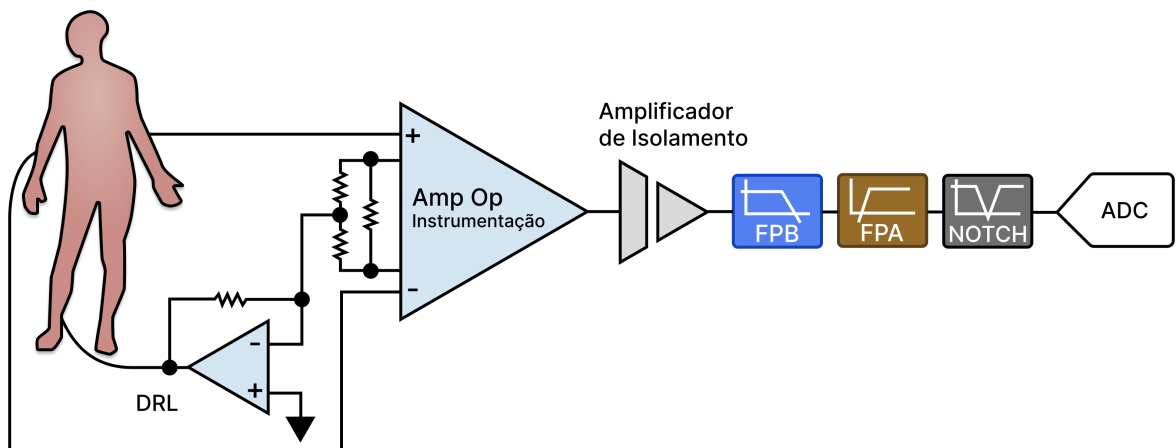 Amplificador
de Isolamento
+
Amp Op
Instrumentação
-
FPB
FPA
NOTCH
ADC
-
+
DRL